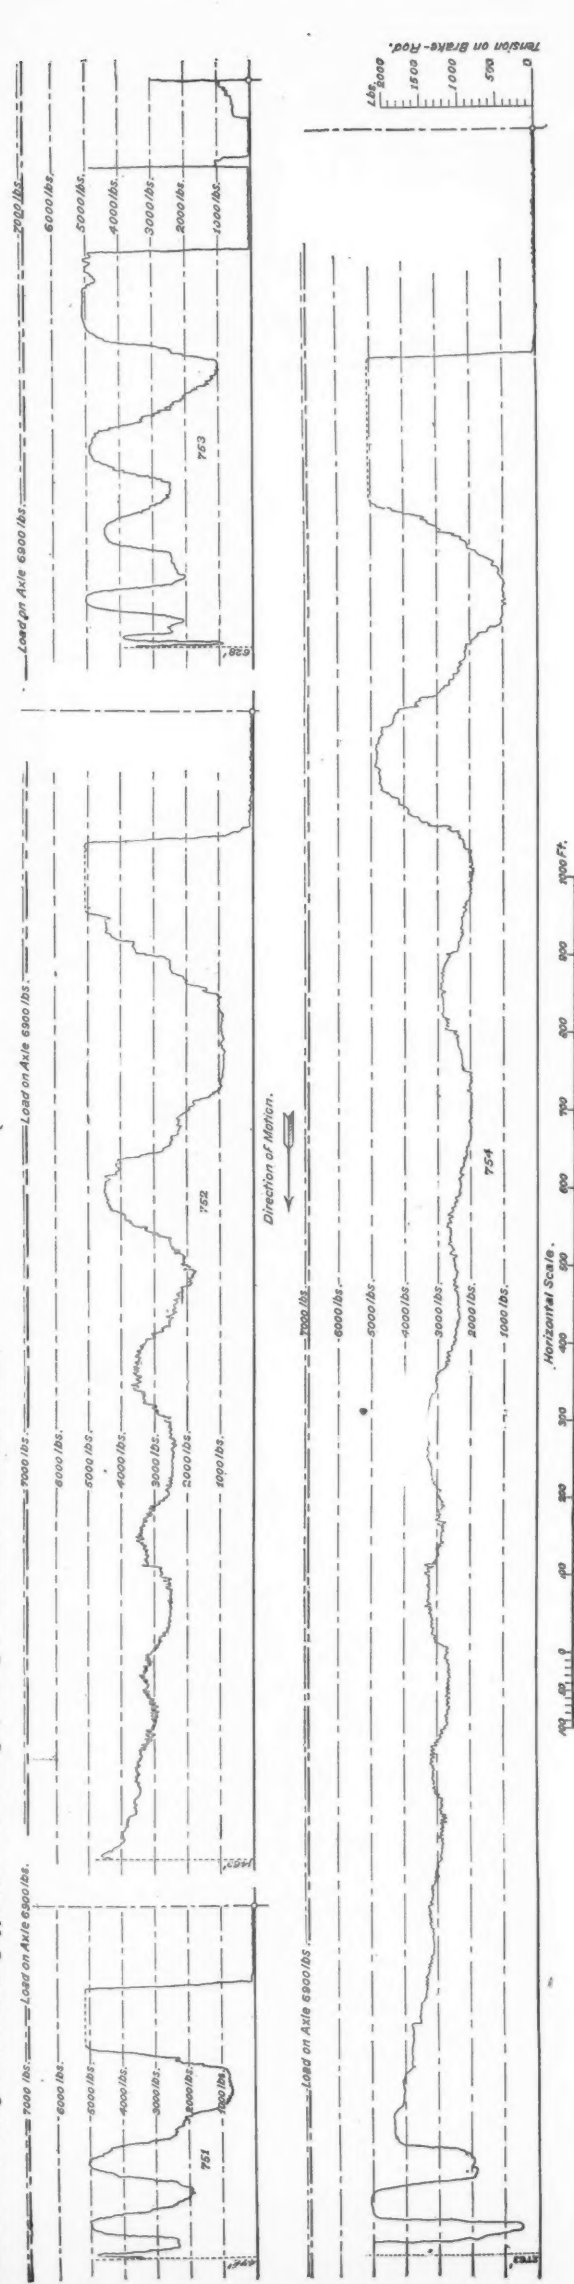 7000 lbs. Load on Axle 6900 lbs.
6000 lbs.
5000 lbs.
4000 lbs.
3000 lbs.
2000 lbs.
1000 lbs.
751
7000 lbs. Load on Axle 6900 lbs.
6000 lbs.
5000 lbs.
4000 lbs.
3000 lbs.
2000 lbs.
1000 lbs.
752
1463'
Load on Axle 6900 lbs. 7000 lbs.
6000 lbs.
5000 lbs.
4000 lbs.
3000 lbs.
2000 lbs.
1000 lbs.
753
628'
Direction of Motion.
Load on Axle 6900 lbs. 7000 lbs.
6000 lbs.
5000 lbs.
4000 lbs.
3000 lbs.
2000 lbs.
1000 lbs.
754
2763'
Lbs.
2000
1500
1000
500
0
Tension on Brake-Rod.
Horizontal Scale.
100 50 0 100 200 300 400 500 600 700 800 900 1000 Ft.